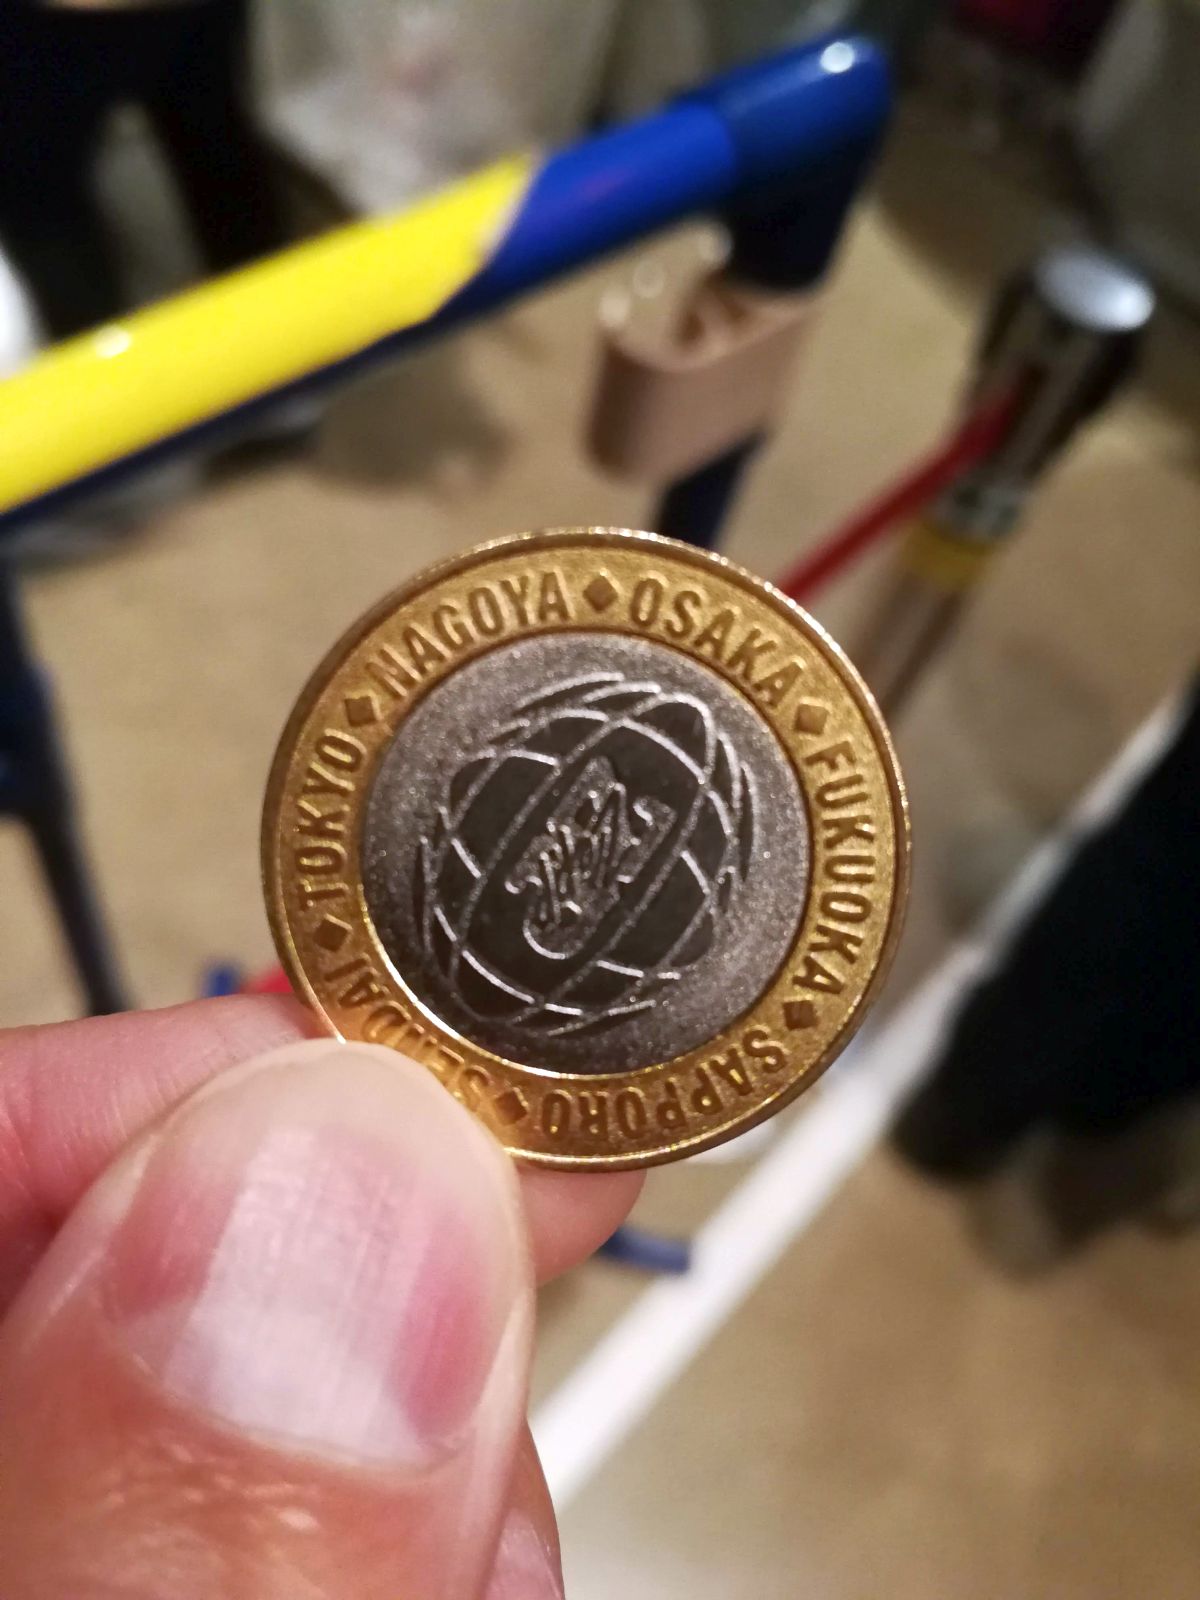 TOKYO ◆ NAGOYA ◆ OSAKA ◆ FUKUOKA ◆ SAPPORO ◆ SENDAI ◆